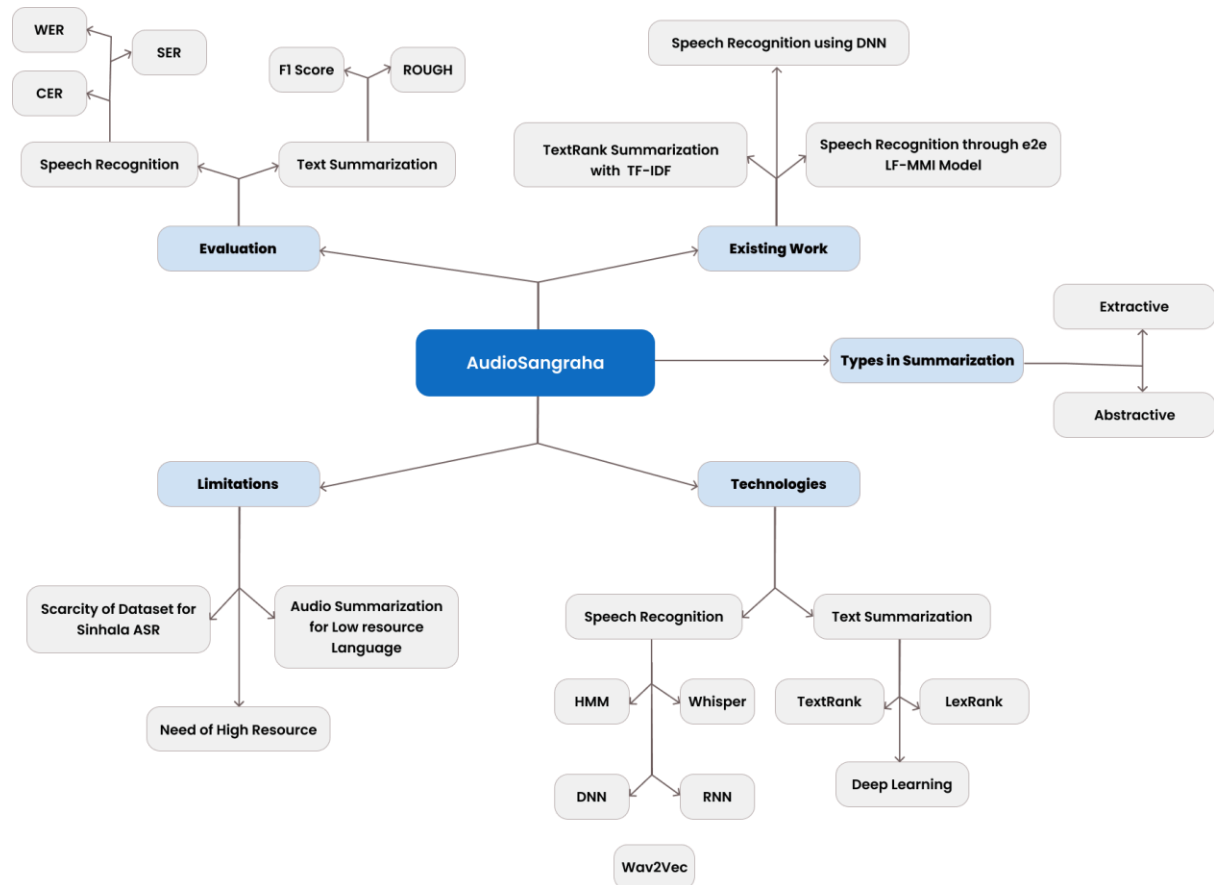 WER
SER
CER
Speech Recognition
F1 Score
ROUGH
Text Summarization
Evaluation
Speech Recognition using DNN
TextRank Summarization
with TF-IDF
Speech Recognition through e2e
LF-MMI Model
Existing Work
AudioSangraha
Types in Summarization
Extractive
Abstractive
Limitations
Scarcity of Dataset for
Sinhala ASR
Audio Summarization
for Low resource
Language
Need of High Resource
Technologies
Speech Recognition
Text Summarization
HMM
Whisper
DNN
RNN
Wav2Vec
TextRank
LexRank
Deep Learning